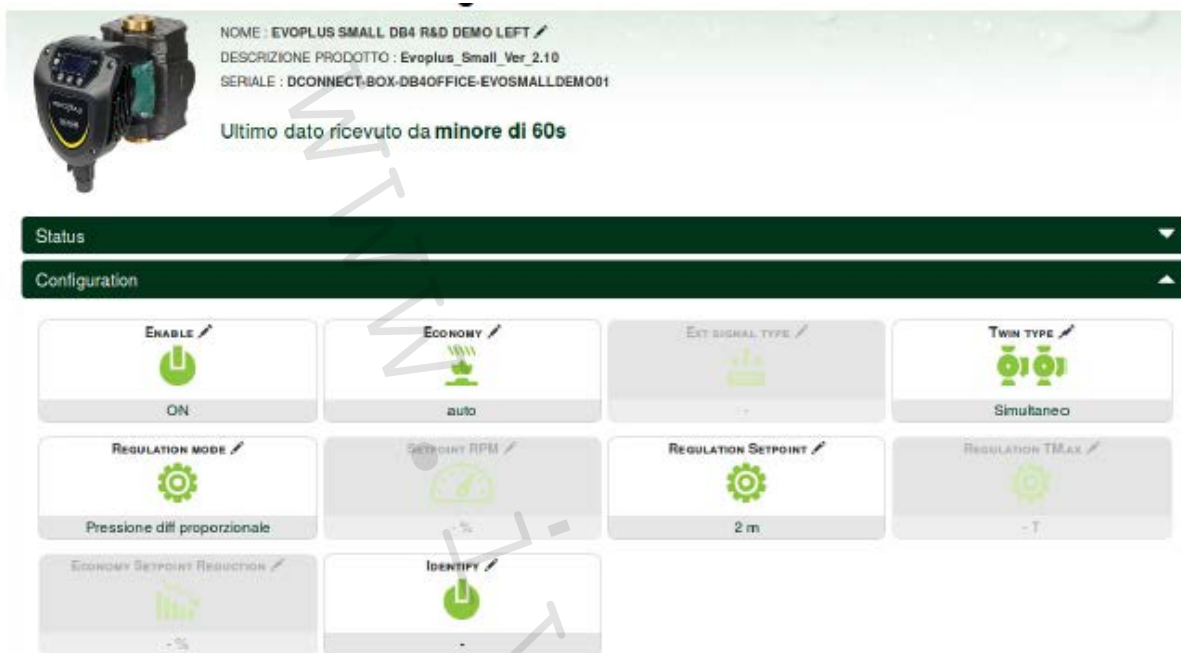 NOME : EVOPLUS SMALL DB4 R&D DEMO LEFT
DESCRIZIONE PRODOTTO : Evoplus_Small_Ver_2.10
SERIALE : DCONNECT-BOX-DB4OFFICE-EVOSMALLDEMO01
Ultimo dato ricevuto da minore di 60s
Status
Configuration
ENABLE
ON
ECONOMY
auto
EXT SIGNAL TYPE
-
TWIN TYPE
Simultaneo
REGULATION MODE
Pressione diff proporzionale
SETPOINT RPM
- %
REGULATION SETPOINT
2 m
REGULATION TMAX
- T
ECONOMY SETPOINT REDUCTION
- %
IDENTIFY
-